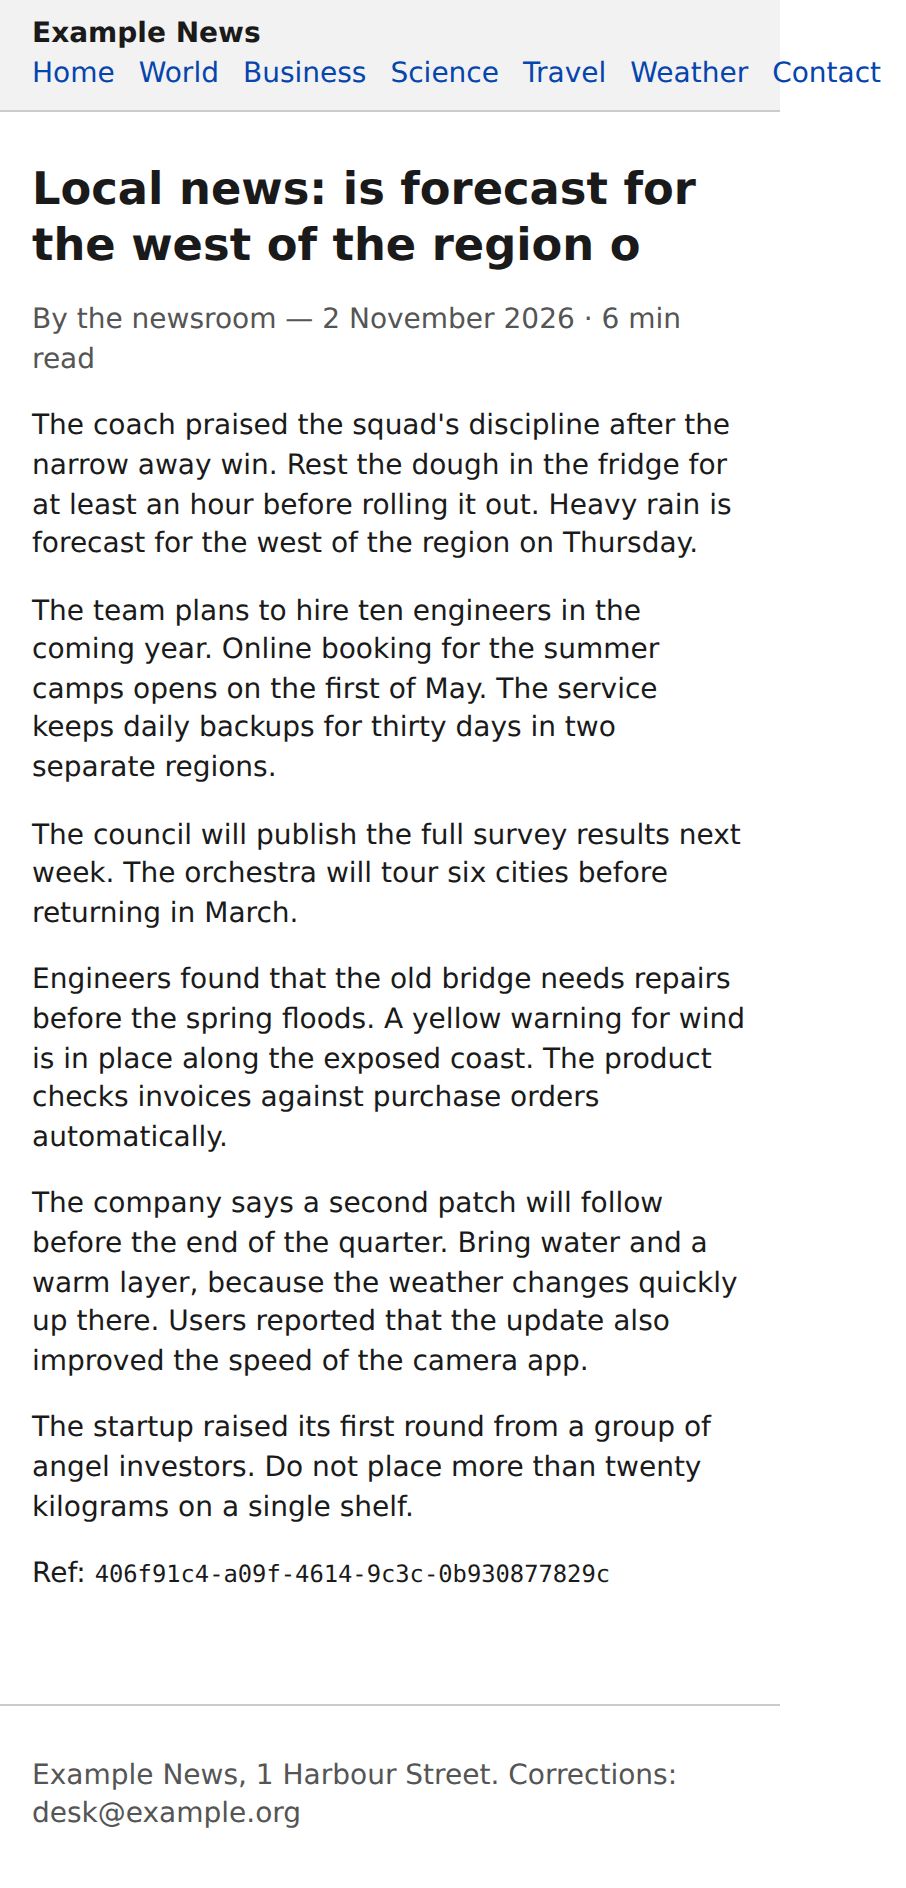 Example News
Home World Business Science Travel Weather Contact
Local news: is forecast for
the west of the region o
By the newsroom — 2 November 2026 · 6 min
read
The coach praised the squad's discipline after the
narrow away win. Rest the dough in the fridge for
at least an hour before rolling it out. Heavy rain is
forecast for the west of the region on Thursday.
The team plans to hire ten engineers in the
coming year. Online booking for the summer
camps opens on the first of May. The service
keeps daily backups for thirty days in two
separate regions.
The council will publish the full survey results next
week. The orchestra will tour six cities before
returning in March.
Engineers found that the old bridge needs repairs
before the spring floods. A yellow warning for wind
is in place along the exposed coast. The product
checks invoices against purchase orders
automatically.
The company says a second patch will follow
before the end of the quarter. Bring water and a
warm layer, because the weather changes quickly
up there. Users reported that the update also
improved the speed of the camera app.
The startup raised its first round from a group of
angel investors. Do not place more than twenty
kilograms on a single shelf.
Ref: 406f91c4-a09f-4614-9c3c-0b930877829c
Example News, 1 Harbour Street. Corrections:
desk@example.org